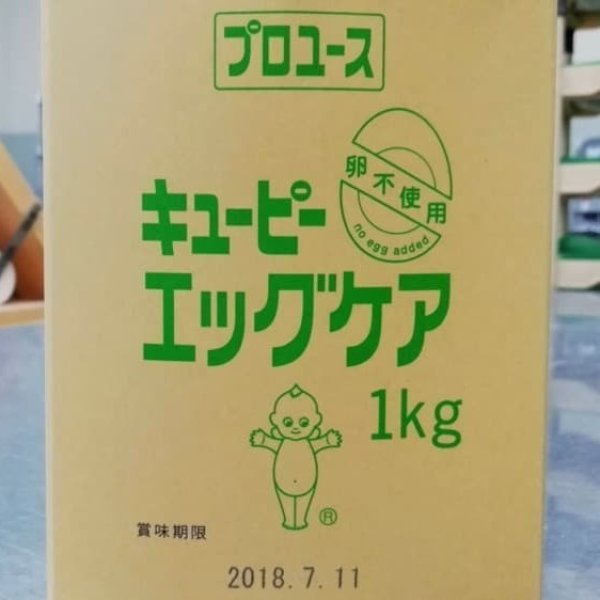 プロユース
卵不使用
no egg added.
キユーピー
エッグケア
1kg
®
賞味期限
2018.7.11